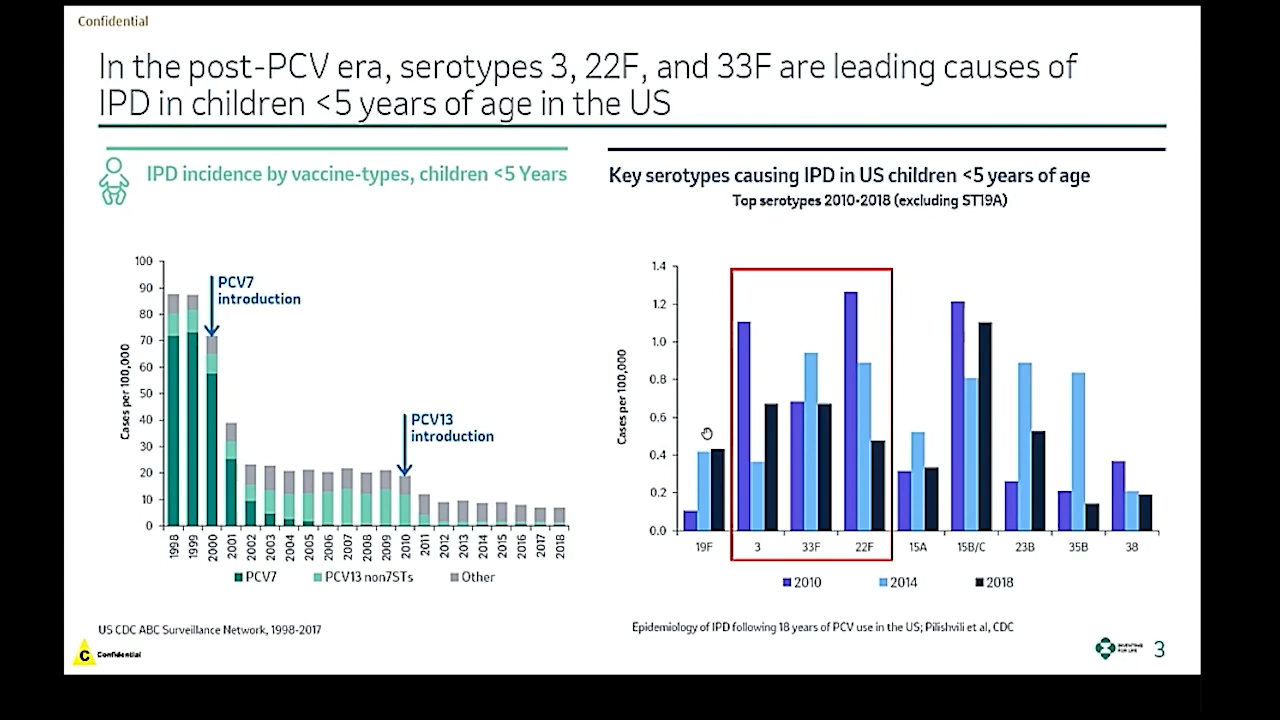 Confidential
In the post-PCV era, serotypes 3, 22F, and 33F are leading causes of
IPD in children <5 years of age in the US
IPD incidence by vaccine-types, children <5 Years
100
90
80
70
60
50
40
30
20
10
0
Cases per 100,000
PCV7
introduction
PCV13
introduction
1998 1999 2000 2001 2002 2003 2004 2005 2006 2007 2008 2009 2010 2011 2012 2013 2014 2015 2016 2017 2018
PCV7 PCV13 non7STs Other
US CDC ABC Surveillance Network, 1998-2017
Key serotypes causing IPD in US children <5 years of age
Top serotypes 2010-2018 (excluding ST19A)
1.4
1.2
1.0
0.8
0.6
0.4
0.2
0.0
Cases per 100,000
19F 3 33F 22F 15A 15B/C 23B 35B 38
2010 2014 2018
Epidemiology of IPD following 18 years of PCV use in the US; Pilishvili et al, CDC
C Confidential
INVENTING
FOR LIFE
3